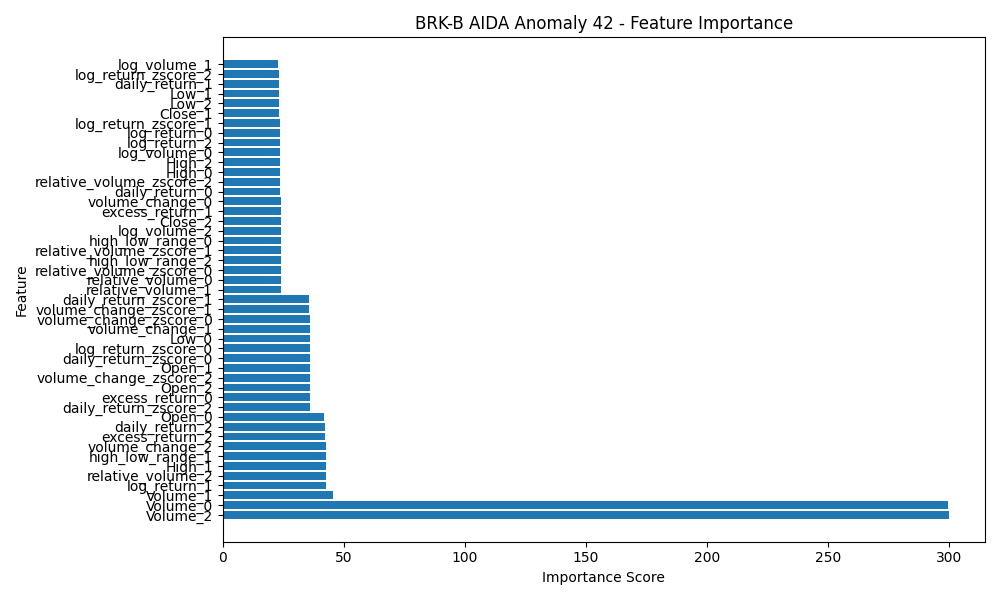 BRK-B AIDA Anomaly 42 - Feature Importance
log_volume_1
log_return_zscore_2
daily_return_1
Low_1
Low_2
Close_1
log_return_zscore_1
log_return_0
log_return_2
log_volume_0
High_2
High_0
relative_volume_zscore_2
daily_return_0
volume_change_0
excess_return_1
Close_2
log_volume_2
high_low_range_0
relative_volume_zscore_1
high_low_range_2
relative_volume_zscore_0
relative_volume_0
relative_volume_1
daily_return_zscore_1
volume_change_zscore_1
volume_change_zscore_0
volume_change_1
Low_0
log_return_zscore_0
daily_return_zscore_0
Open_1
volume_change_zscore_2
Open_2
excess_return_0
daily_return_zscore_2
Open_0
daily_return_2
excess_return_2
volume_change_2
high_low_range_1
High_1
relative_volume_2
log_return_1
Volume_1
Volume_0
Volume_2
Feature
0 50 100 150 200 250 300
Importance Score